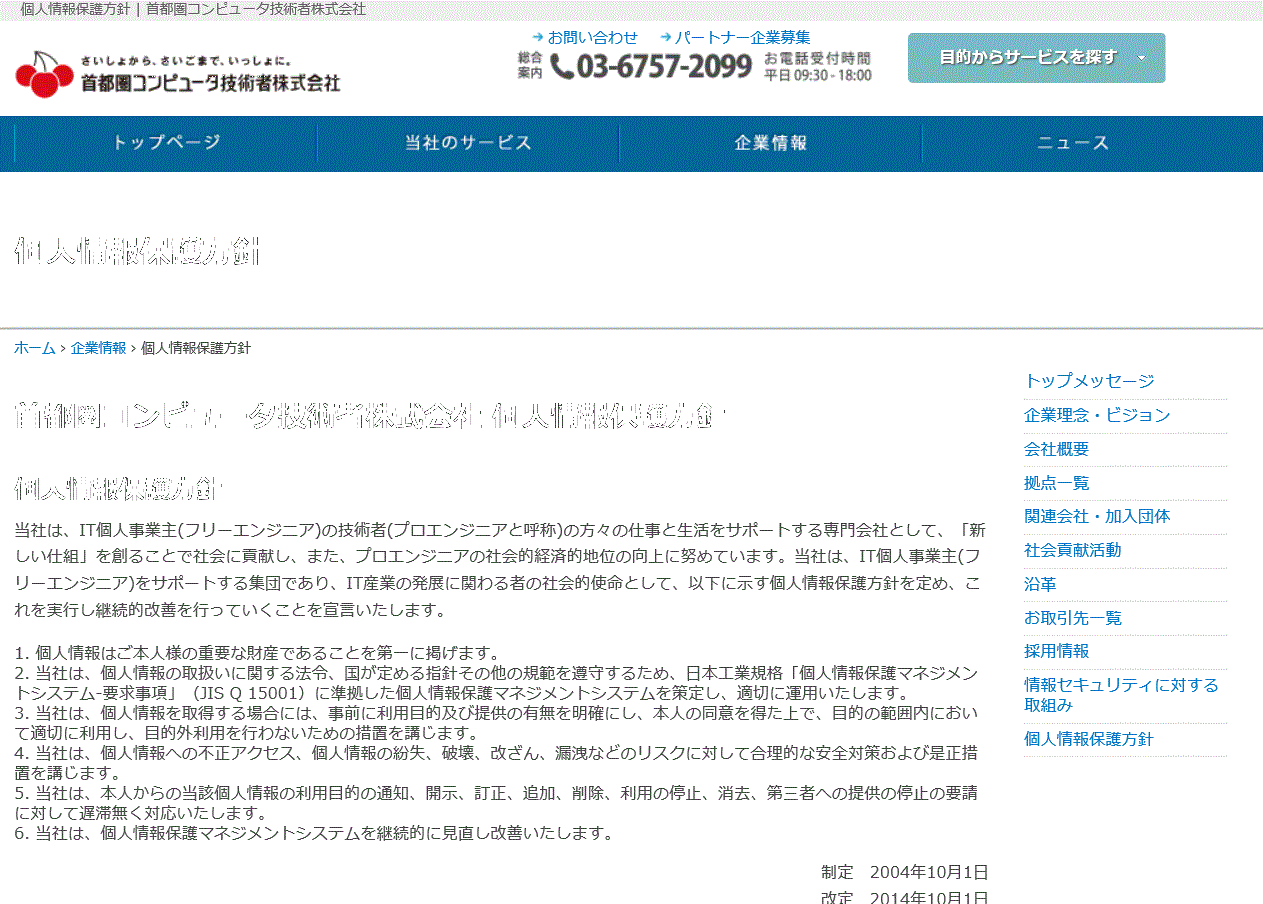 個人情報保護方針 | 首都圏コンピュータ技術者株式会社
さいしょから、さいごまで、いっしょに。
首都圏コンピュータ技術者株式会社
お問い合わせ パートナー企業募集
総合案内 03-6757-2099 お電話受付時間 平日 09:30 - 18:00
目的からサービスを探す
トップページ 当社のサービス 企業情報 ニュース
個人情報保護方針
ホーム › 企業情報 › 個人情報保護方針
首都圏コンピュータ技術者株式会社 個人情報保護方針
個人情報保護方針
当社は、IT個人事業主(フリーエンジニア)の技術者(プロエンジニアと呼称)の方々の仕事と生活をサポートする専門会社として、「新
しい仕組」を創ることで社会に貢献し、また、プロエンジニアの社会的経済的地位の向上に努めています。当社は、IT個人事業主(フ
リーエンジニア)をサポートする集団であり、IT産業の発展に関わる者の社会的使命として、以下に示す個人情報保護方針を定め、こ
れを実行し継続的改善を行っていくことを宣言いたします。
1. 個人情報はご本人様の重要な財産であることを第一に掲げます。
2. 当社は、個人情報の取扱いに関する法令、国が定める指針その他の規範を遵守するため、日本工業規格「個人情報保護マネジメン
トシステム-要求事項」（JIS Q 15001）に準拠した個人情報保護マネジメントシステムを策定し、適切に運用いたします。
3. 当社は、個人情報を取得する場合には、事前に利用目的及び提供の有無を明確にし、本人の同意を得た上で、目的の範囲内におい
て適切に利用し、目的外利用を行わないための措置を講じます。
4. 当社は、個人情報への不正アクセス、個人情報の紛失、破壊、改ざん、漏洩などのリスクに対して合理的な安全対策および是正措
置を講じます。
5. 当社は、本人からの当該個人情報の利用目的の通知、開示、訂正、追加、削除、利用の停止、消去、第三者への提供の停止の要請
に対して遅滞無く対応いたします。
6. 当社は、個人情報保護マネジメントシステムを継続的に見直し改善いたします。
制定 2004年10月1日
改定 2014年10月1日
トップメッセージ
企業理念・ビジョン
会社概要
拠点一覧
関連会社・加入団体
社会貢献活動
沿革
お取引先一覧
採用情報
情報セキュリティに対する
取組み
個人情報保護方針